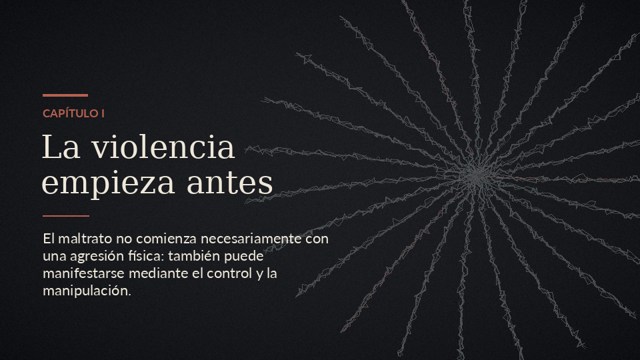 CAPÍTULO I
La violencia
empieza antes
El maltrato no comienza necesariamente con
una agresión física: también puede
manifestarse mediante el control y la
manipulación.